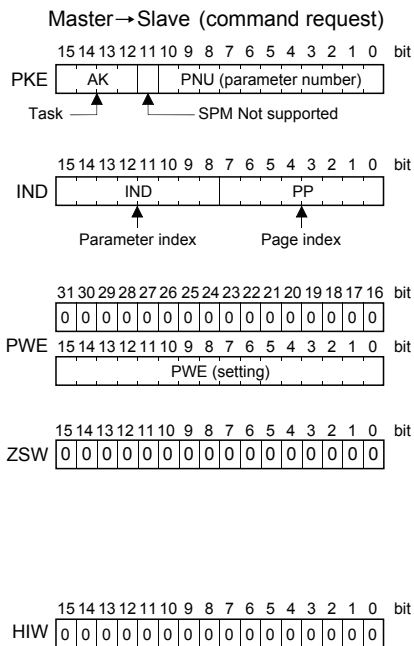 Master→Slave (command request)
15 14 13 12 11 10 9 8 7 6 5 4 3 2 1 0 bit
PKE AK PNU (parameter number)
Task SPM Not supported
15 14 13 12 11 10 9 8 7 6 5 4 3 2 1 0 bit
IND IND PP
Parameter index Page index
31 30 29 28 27 26 25 24 23 22 21 20 19 18 17 16 bit
0 0 0 0 0 0 0 0 0 0 0 0 0 0 0 0
PWE 15 14 13 12 11 10 9 8 7 6 5 4 3 2 1 0 bit
PWE (setting)
15 14 13 12 11 10 9 8 7 6 5 4 3 2 1 0 bit
ZSW 0 0 0 0 0 0 0 0 0 0 0 0 0 0 0 0
15 14 13 12 11 10 9 8 7 6 5 4 3 2 1 0 bit
HIW 0 0 0 0 0 0 0 0 0 0 0 0 0 0 0 0